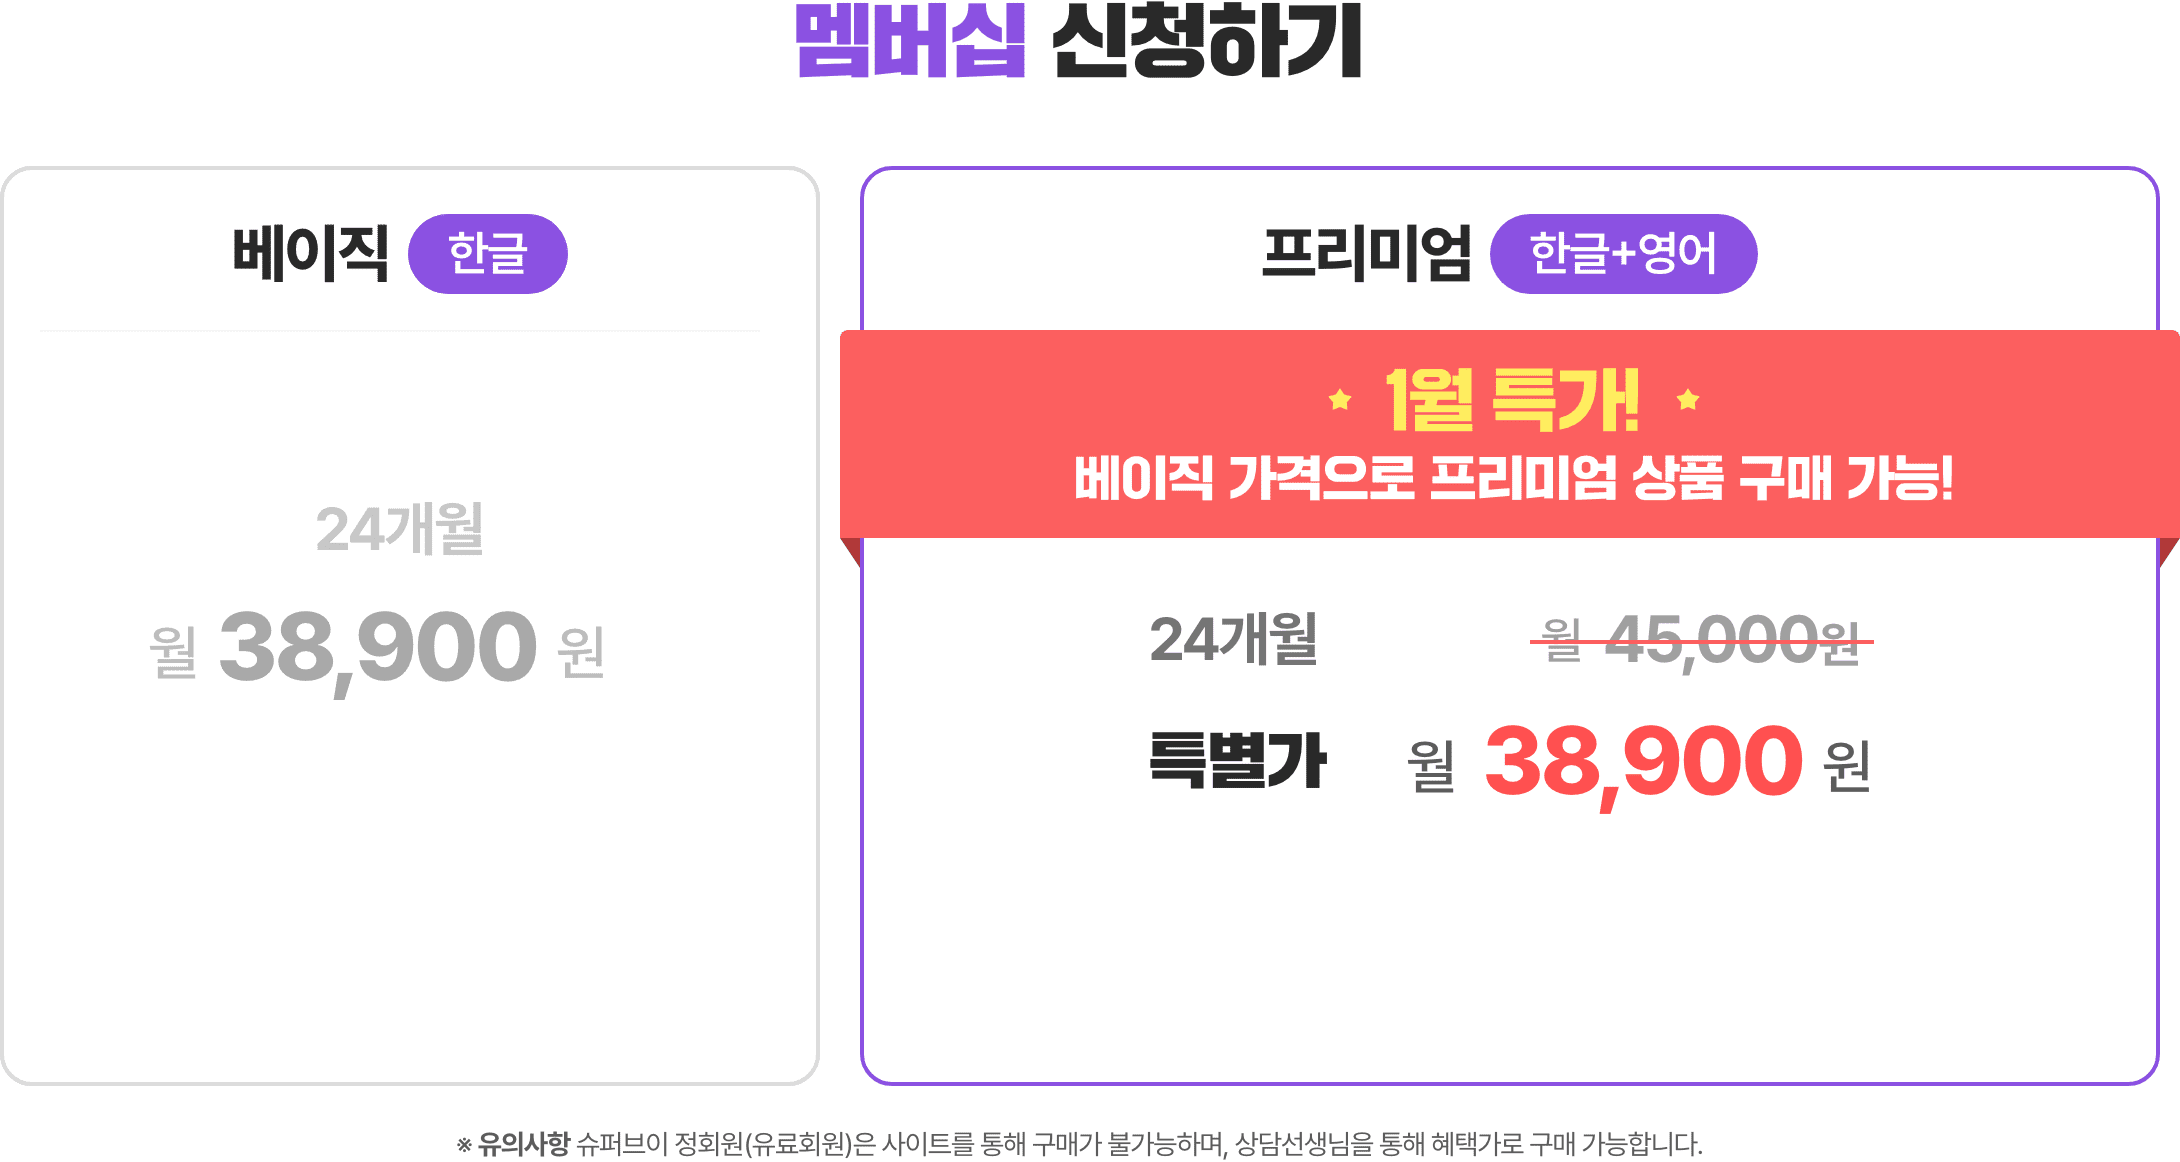 멤버십 신청하기
베이직 한글
24개월
월 38,900 원
프리미엄 한글+영어
1월 특가!
베이직 가격으로 프리미엄 상품 구매 가능!
24개월 월 45,000원
특별가 월 38,900 원
※ 유의사항 슈퍼브이 정회원(유료회원)은 사이트를 통해 구매가 불가능하며, 상담선생님을 통해 혜택가로 구매 가능합니다.